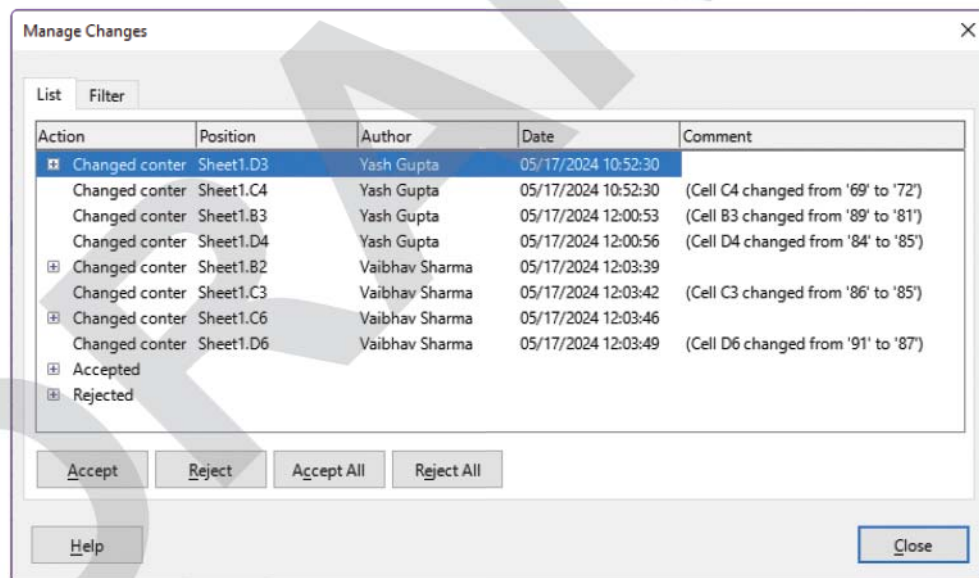 Manage Changes
List Filter
Action Position Author Date Comment
Changed conter Sheet1.D3 Yash Gupta 05/17/2024 10:52:30
Changed conter Sheet1.C4 Yash Gupta 05/17/2024 10:52:30 (Cell C4 changed from '69' to '72')
Changed conter Sheet1.B3 Yash Gupta 05/17/2024 12:00:53 (Cell B3 changed from '89' to '81')
Changed conter Sheet1.D4 Yash Gupta 05/17/2024 12:00:56 (Cell D4 changed from '84' to '85')
Changed conter Sheet1.B2 Vaibhav Sharma 05/17/2024 12:03:39
Changed conter Sheet1.C3 Vaibhav Sharma 05/17/2024 12:03:42 (Cell C3 changed from '86' to '85')
Changed conter Sheet1.C6 Vaibhav Sharma 05/17/2024 12:03:46
Changed conter Sheet1.D6 Vaibhav Sharma 05/17/2024 12:03:49 (Cell D6 changed from '91' to '87')
Accepted
Rejected
Accept Reject Accept All Reject All
Help Close